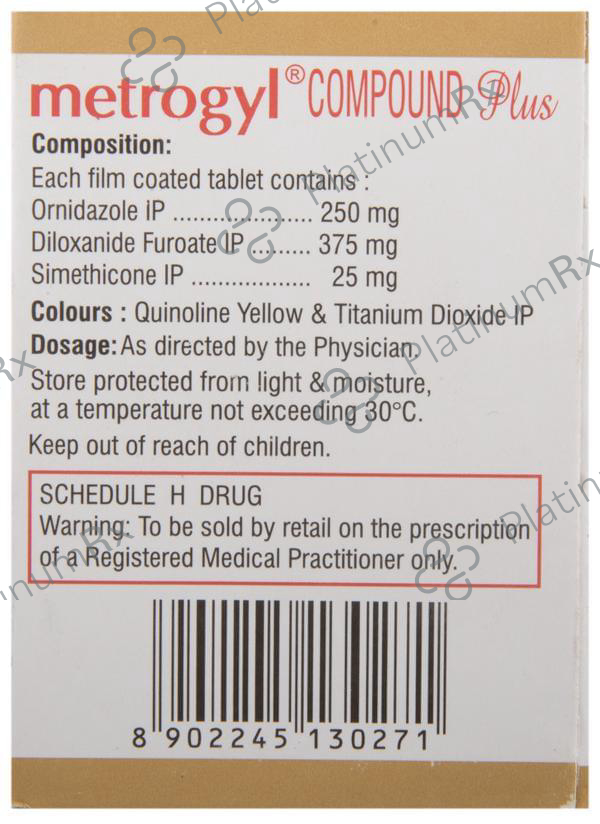 metrogyl® COMPOUND Plus
Composition:
Each film coated tablet contains :
Ornidazole IP ..................... 250 mg
Diloxanide Furoate IP ......... 375 mg
Simethicone IP .................. 25 mg
Colours : Quinoline Yellow & Titanium Dioxide IP
Dosage: As directed by the Physician.
Store protected from light & moisture,
at a temperature not exceeding 30°C.
Keep out of reach of children.
SCHEDULE H DRUG
Warning: To be sold by retail on the prescription
of a Registered Medical Practitioner only.
8 902245 130271
PlatinumRx
PlatinumRx
PlatinumRx